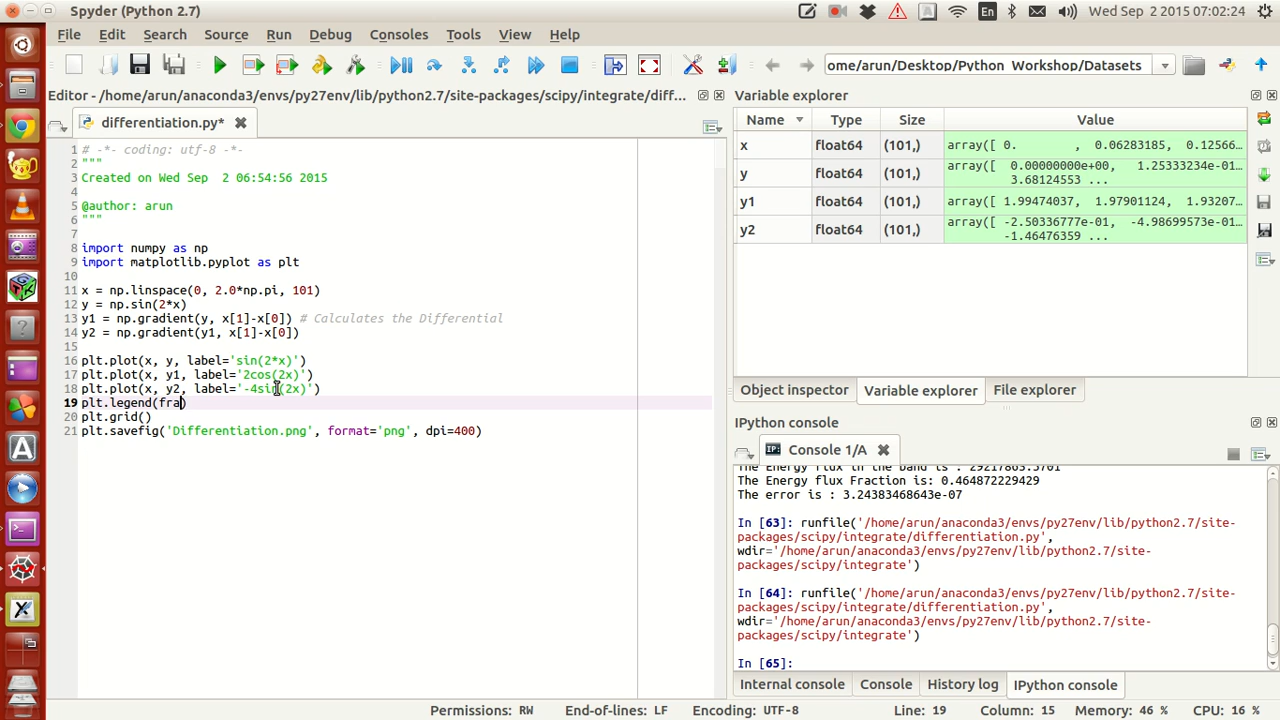 Spyder (Python 2.7)
En
Wed Sep 2 2015 07:02:24
File Edit Search Source Run Debug Consoles Tools View Help
ome/arun/Desktop/Python Workshop/Datasets
Editor - /home/arun/anaconda3/envs/py27env/lib/python2.7/site-packages/scipy/integrate/diff...
differentiation.py*
1 # -*- coding: utf-8 -*-
2 """
3 Created on Wed Sep  2 06:54:56 2015
4
5 @author: arun
6 """
7
8 import numpy as np
9 import matplotlib.pyplot as plt
10
11 x = np.linspace(0, 2.0*np.pi, 101)
12 y = np.sin(2*x)
13 y1 = np.gradient(y, x[1]-x[0]) # Calculates the Differential
14 y2 = np.gradient(y1, x[1]-x[0])
15
16 plt.plot(x, y, label='sin(2*x)')
17 plt.plot(x, y1, label='2cos(2x)')
18 plt.plot(x, y2, label='-4sin(2x)')
19 plt.legend(fra)
20 plt.grid()
21 plt.savefig('Differentiation.png', format='png', dpi=400)
Variable explorer
Name Type Size Value
x float64 (101,) array([ 0. , 0.06283185, 0.12566...
y float64 (101,) array([ 0.00000000e+00, 1.25333234e-01...
3.68124553 ...
y1 float64 (101,) array([ 1.99474037, 1.97901124, 1.93207...
y2 float64 (101,) array([ -2.50336777e-01, -4.98699573e-01...
-1.46476359 ...
Object inspector Variable explorer File explorer
IPython console
Console 1/A
The Energy flux in the band is : 29217865.5701
The Energy flux Fraction is: 0.464872229429
The error is : 3.24383468643e-07
In [63]: runfile('/home/arun/anaconda3/envs/py27env/lib/python2.7/site-
packages/scipy/integrate/differentiation.py',
wdir='/home/arun/anaconda3/envs/py27env/lib/python2.7/site-
packages/scipy/integrate')
In [64]: runfile('/home/arun/anaconda3/envs/py27env/lib/python2.7/site-
packages/scipy/integrate/differentiation.py',
wdir='/home/arun/anaconda3/envs/py27env/lib/python2.7/site-
packages/scipy/integrate')
In [65]:
Internal console Console History log IPython console
Permissions: RW End-of-lines: LF Encoding: UTF-8 Line: 19 Column: 15 Memory: 46 % CPU: 16 %